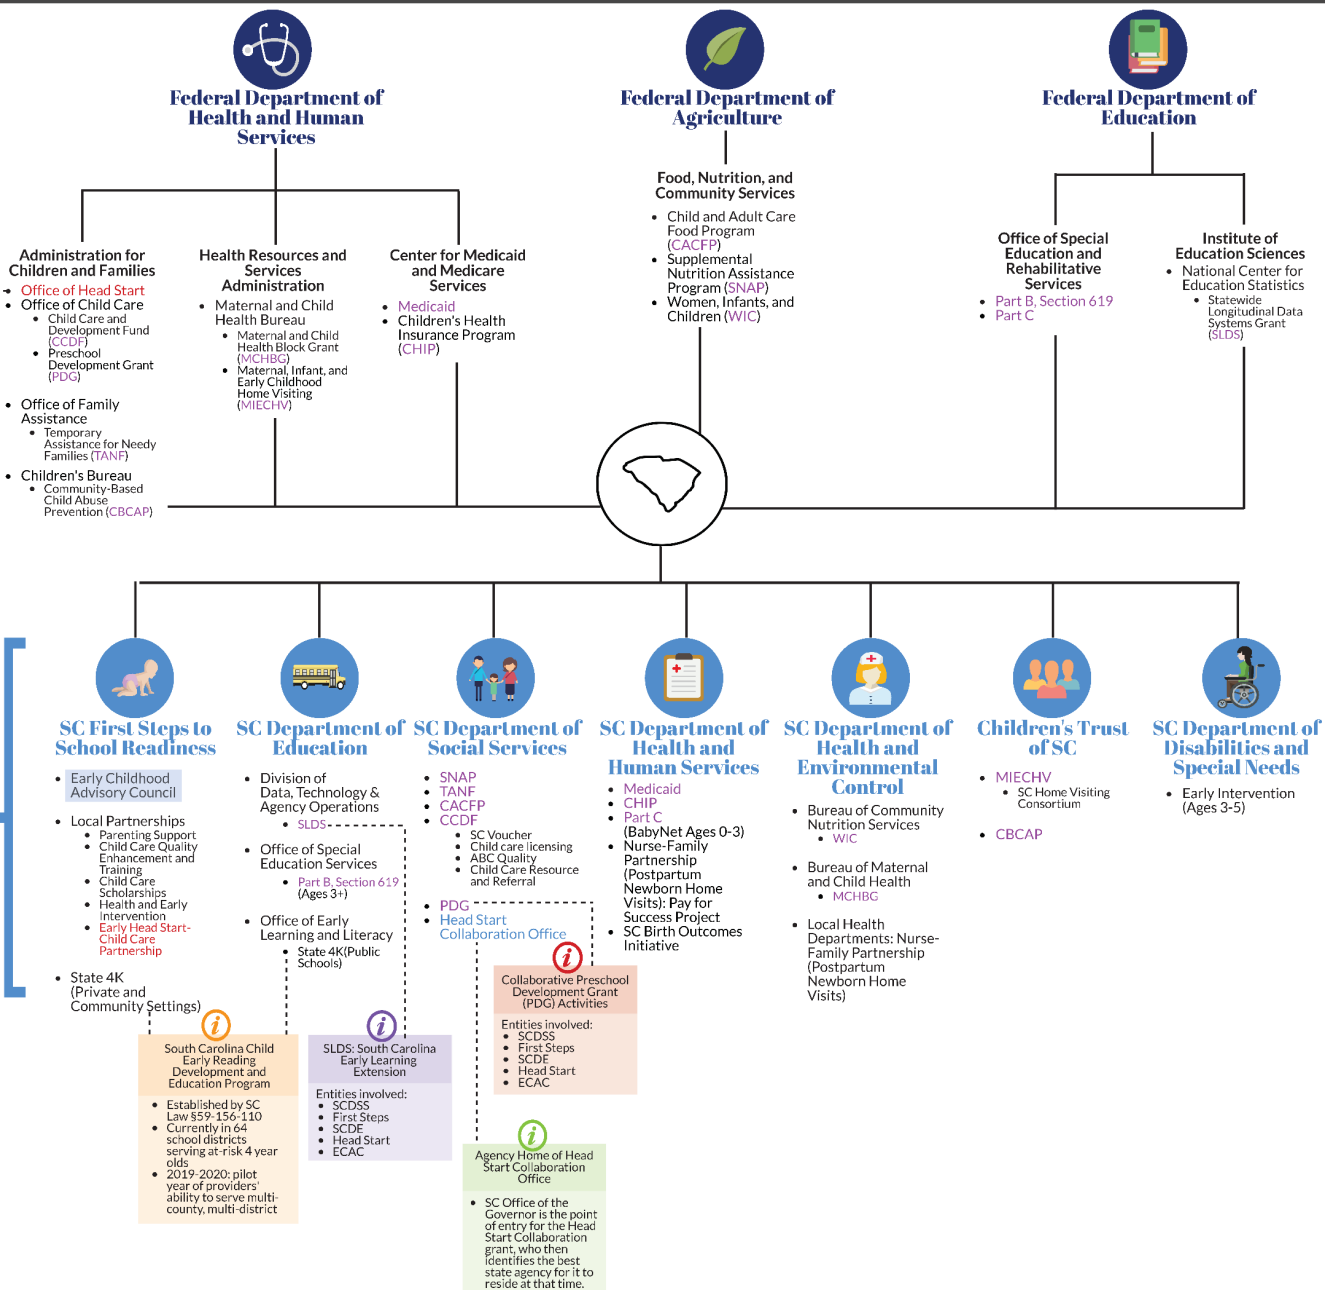 Federal Department of
Health and Human
Services
Federal Department of
Agriculture
Federal Department of
Education
Administration for
Children and Families
Office of Head Start
Office of Child Care
Child Care and
Development Fund
(CCDF)
Preschool
Development Grant
(PDG)
Office of Family
Assistance
Temporary
Assistance for Needy
Families (TANF)
Children's Bureau
Community-Based
Child Abuse
Prevention (CBCAP)
Health Resources and
Services
Administration
Maternal and Child
Health Bureau
Maternal and Child
Health Block Grant
(MCHBG)
Maternal, Infant, and
Early Childhood
Home Visiting
(MIECHV)
Center for Medicaid
and Medicare
Services
Medicaid
Children's Health
Insurance Program
(CHIP)
Food, Nutrition, and
Community Services
Child and Adult Care
Food Program
(CACFP)
Supplemental
Nutrition Assistance
Program (SNAP)
Women, Infants, and
Children (WIC)
Office of Special
Education and
Rehabilitative
Services
Part B, Section 619
Part C
Institute of
Education Sciences
National Center for
Education Statistics
Statewide
Longitudinal Data
Systems Grant
(SLDS)
SC First Steps to
School Readiness
Early Childhood
Advisory Council
Local Partnerships
Parenting Support
Child Care Quality
Enhancement and
Training
Child Care
Scholarships
Health and Early
Intervention
Early Head Start-
Child Care
Partnership
State 4K
(Private and
Community Settings)
SC Department of
Education
Division of
Data, Technology &
Agency Operations
SLDS
Office of Special
Education Services
Part B, Section 619
(Ages 3+)
Office of Early
Learning and Literacy
State 4K(Public
Schools)
SC Department of
Social Services
SNAP
TANF
CACFP
CCDF
SC Voucher
Child care licensing
ABC Quality
Child Care Resource
and Referral
PDG
Head Start
Collaboration Office
SC Department of
Health and
Human Services
Medicaid
CHIP
Part C
(BabyNet Ages 0-3)
Nurse-Family
Partnership
(Postpartum
Newborn Home
Visits): Pay for
Success Project
SC Birth Outcomes
Initiative
SC Department of
Health and
Environmental
Control
Bureau of Community
Nutrition Services
WIC
Bureau of Maternal
and Child Health
MCHBG
Local Health
Departments: Nurse-
Family Partnership
(Postpartum
Newborn Home
Visits)
Children's Trust
of SC
MIECHV
SC Home Visiting
Consortium
CBCAP
SC Department of
Disabilities and
Special Needs
Early Intervention
(Ages 3-5)
i
South Carolina Child
Early Reading
Development and
Education Program
Established by SC
Law §59-156-110
Currently in 64
school districts
serving at-risk 4 year
olds
2019-2020: pilot
year of providers'
ability to serve multi-
county, multi-district
i
SLDS: South Carolina
Early Learning
Extension
Entities involved:
SCDSS
First Steps
SCDE
Head Start
ECAC
i
Collaborative Preschool
Development Grant
(PDG) Activities
Entities involved:
SCDSS
First Steps
SCDE
Head Start
ECAC
i
Agency Home of Head
Start Collaboration
Office
SC Office of the
Governor is the point
of entry for the Head
Start Collaboration
grant, who then
identifies the best
state agency for it to
reside at that time.